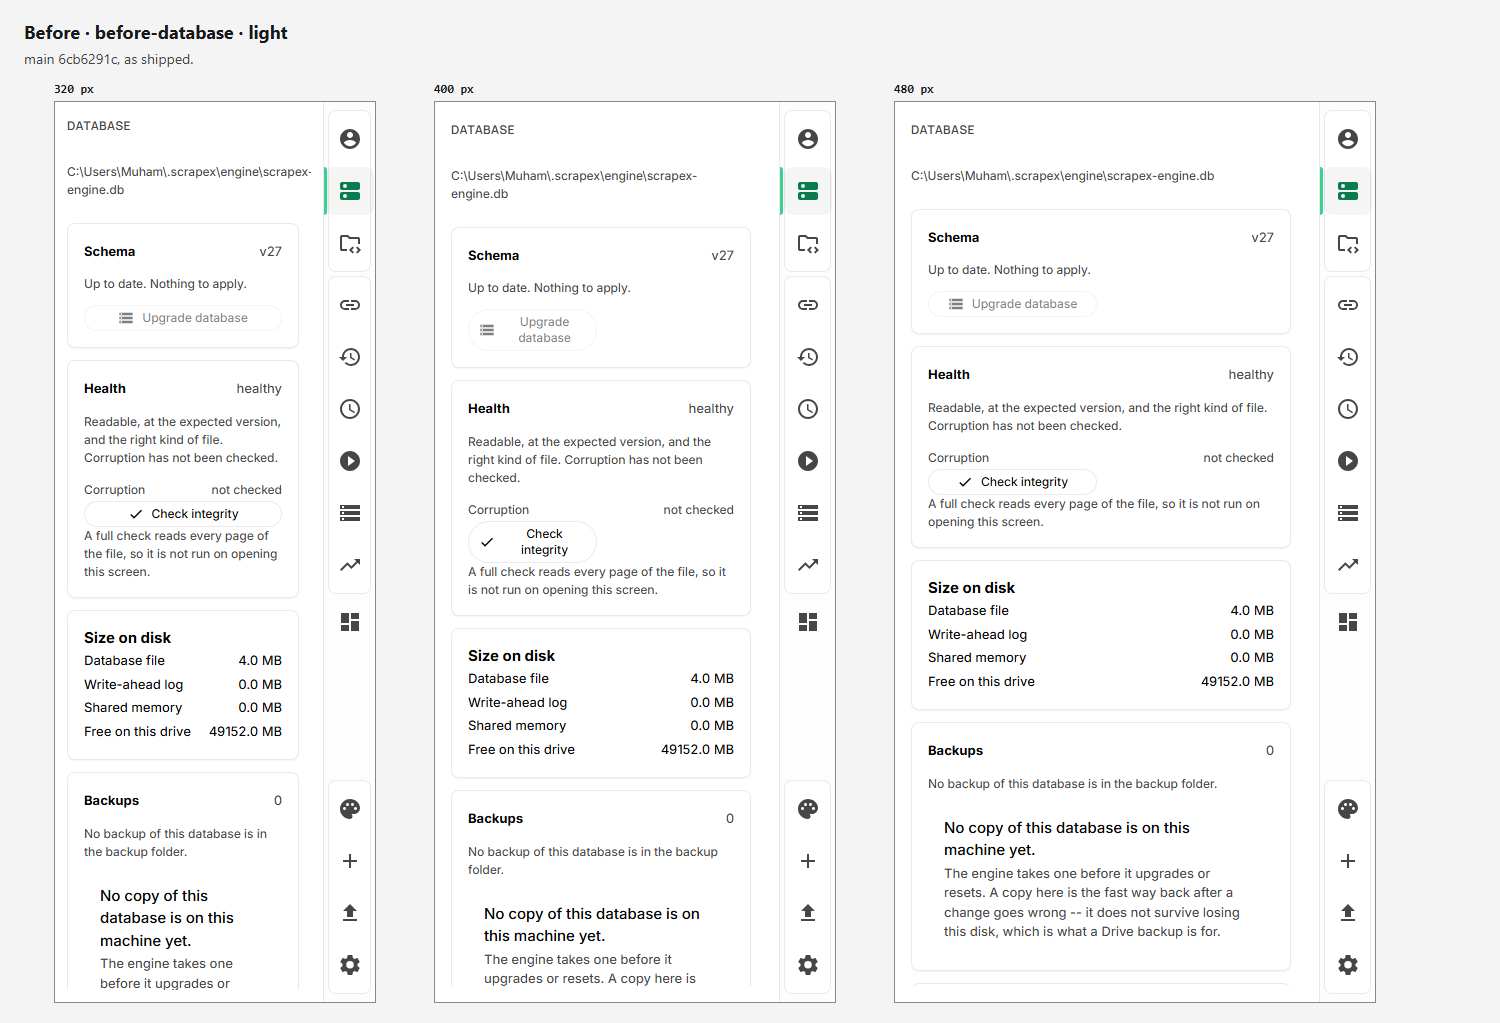 Before · before-database · light
main 6cb6291c, as shipped.
320 px
DATABASE
C:\Users\Muham\.scrapex\engine\scrapex-
engine.db
Schema v27
Up to date. Nothing to apply.
Upgrade database
Health healthy
Readable, at the expected version,
and the right kind of file.
Corruption has not been checked.
Corruption not checked
Check integrity
A full check reads every page of
the file, so it is not run on opening
this screen.
Size on disk
Database file 4.0 MB
Write-ahead log 0.0 MB
Shared memory 0.0 MB
Free on this drive 49152.0 MB
Backups 0
No backup of this database is in
the backup folder.
No copy of this
database is on this
machine yet.
The engine takes one
before it upgrades or
400 px
DATABASE
C:\Users\Muham\.scrapex\engine\scrapex-
engine.db
Schema v27
Up to date. Nothing to apply.
Upgrade
database
Health healthy
Readable, at the expected version, and the
right kind of file. Corruption has not been
checked.
Corruption not checked
Check
integrity
A full check reads every page of the file, so it
is not run on opening this screen.
Size on disk
Database file 4.0 MB
Write-ahead log 0.0 MB
Shared memory 0.0 MB
Free on this drive 49152.0 MB
Backups 0
No backup of this database is in the backup
folder.
No copy of this database is on
this machine yet.
The engine takes one before it
upgrades or resets. A copy here is
480 px
DATABASE
C:\Users\Muham\.scrapex\engine\scrapex-engine.db
Schema v27
Up to date. Nothing to apply.
Upgrade database
Health healthy
Readable, at the expected version, and the right kind of file.
Corruption has not been checked.
Corruption not checked
Check integrity
A full check reads every page of the file, so it is not run on
opening this screen.
Size on disk
Database file 4.0 MB
Write-ahead log 0.0 MB
Shared memory 0.0 MB
Free on this drive 49152.0 MB
Backups 0
No backup of this database is in the backup folder.
No copy of this database is on this
machine yet.
The engine takes one before it upgrades or
resets. A copy here is the fast way back after a
change goes wrong -- it does not survive losing
this disk, which is what a Drive backup is for.